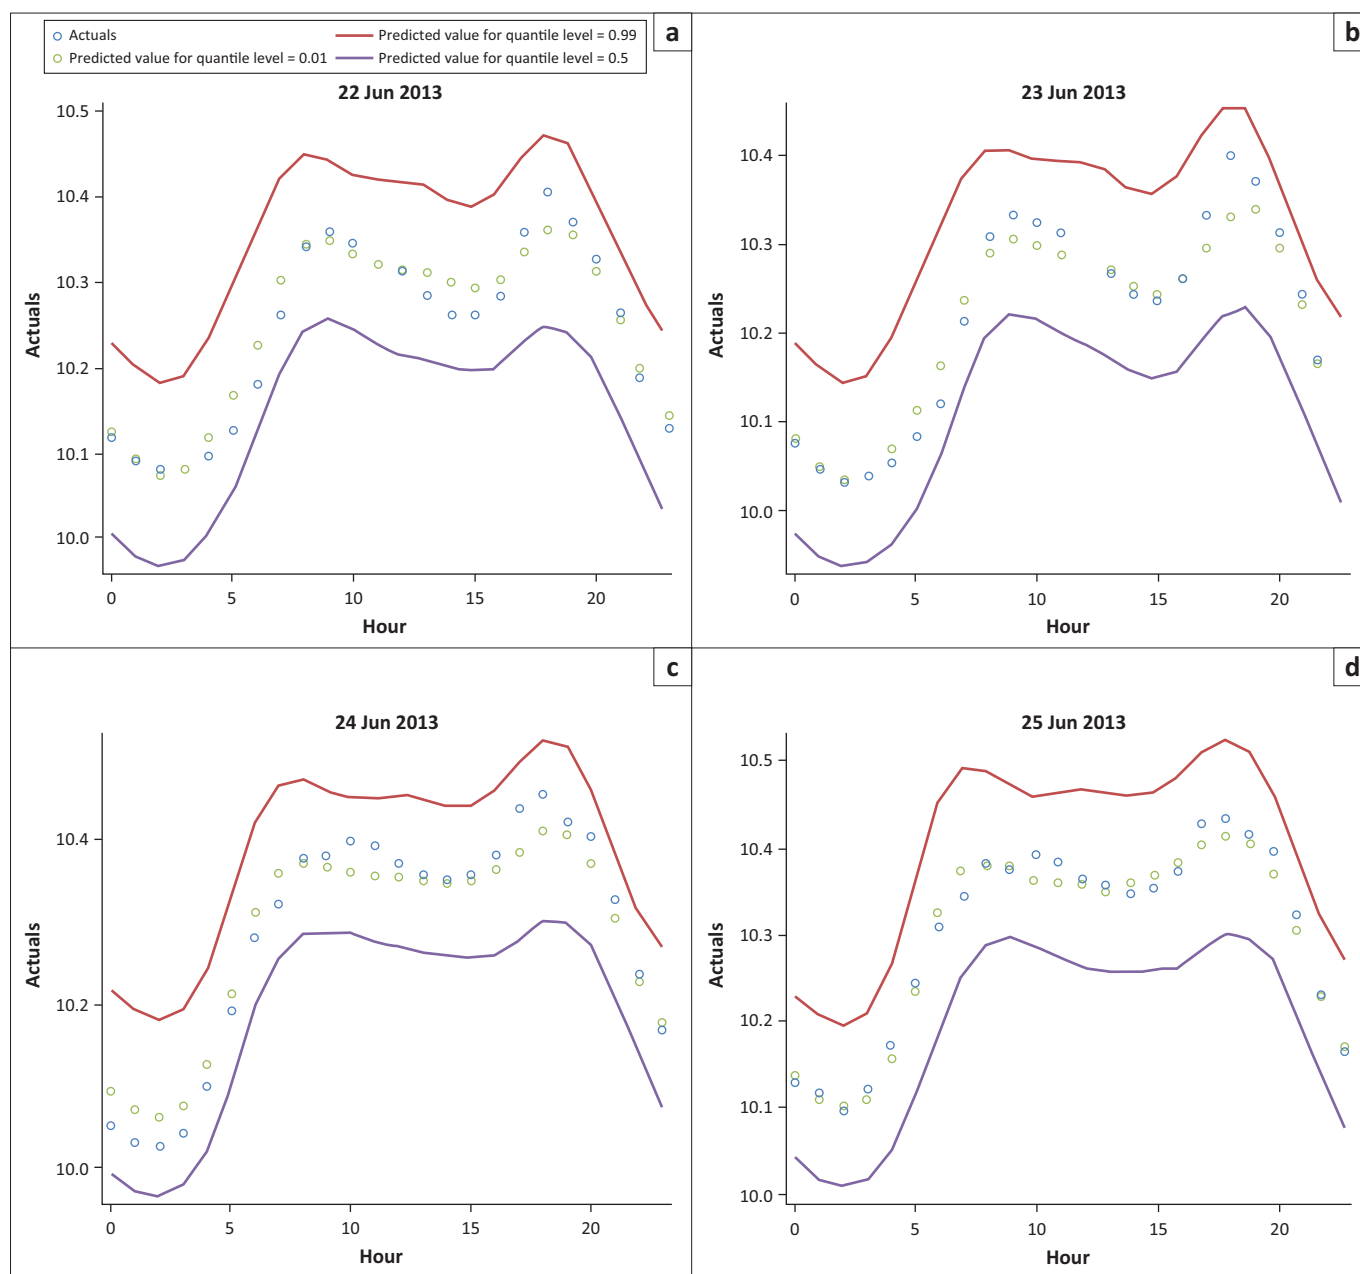 a
Actuals
Predicted value for quantile level = 0.99
Predicted value for quantile level = 0.01
Predicted value for quantile level = 0.5
22 Jun 2013
10.5
10.4
10.3
10.2
10.1
10.0
Actuals
0 5 10 15 20
Hour
b
23 Jun 2013
10.4
10.3
10.2
10.1
10.0
Actuals
0 5 10 15 20
Hour
c
24 Jun 2013
10.4
10.2
10.0
Actuals
0 5 10 15 20
Hour
d
25 Jun 2013
10.5
10.4
10.3
10.2
10.1
10.0
Actuals
0 5 10 15 20
Hour